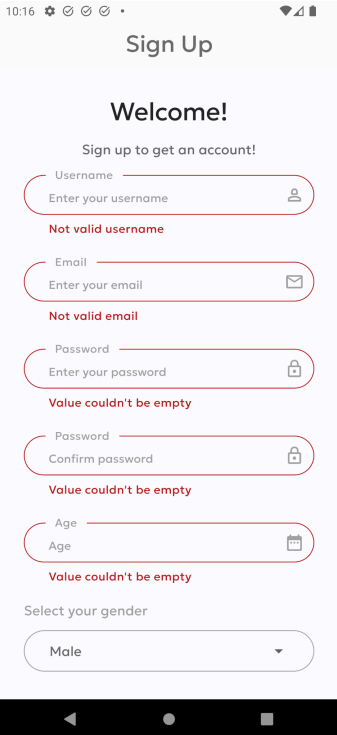 10:16
Sign Up
Welcome!
Sign up to get an account!
Username
Enter your username
Not valid username
Email
Enter your email
Not valid email
Password
Enter your password
Value couldn't be empty
Password
Confirm password
Value couldn't be empty
Age
Age
Value couldn't be empty
Select your gender
Male